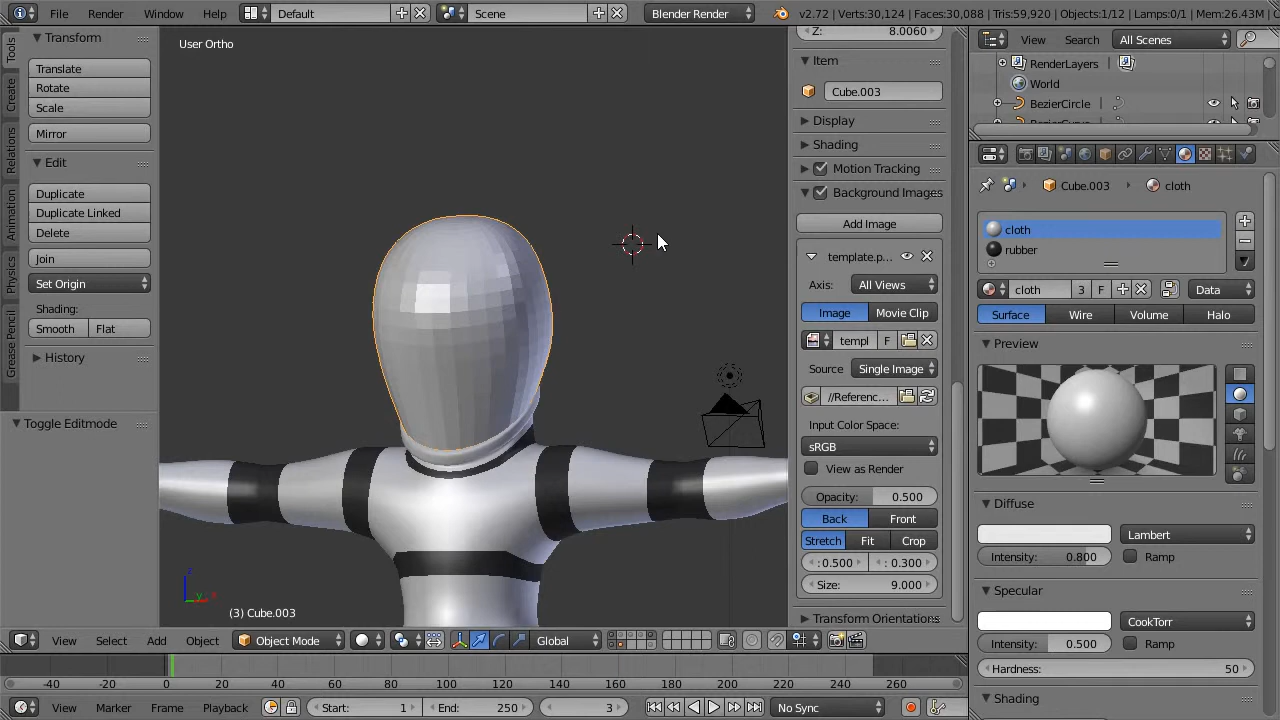 File Render Window Help Default Scene Blender Render v2.72 | Verts:30,124 | Faces:30,088 | Tris:59,920 | Objects:1/12 | Lamps:0/1 | Mem:26.43M
Tools
Create
Relations
Animation
Physics
Grease Pencil
Transform
Translate
Rotate
Scale
Mirror
Edit
Duplicate
Duplicate Linked
Delete
Join
Set Origin
Shading:
Smooth Flat
History
Toggle Editmode
User Ortho
z
y
x
(3) Cube.003
Z: 8.0060
Item
Cube.003
Display
Shading
Motion Tracking
Background Images
Add Image
template.p...
Axis: All Views
Image Movie Clip
templ F
Source Single Image
//Referenc...
Input Color Space:
sRGB
View as Render
Opacity: 0.500
Back Front
Stretch Fit Crop
: 0.500 : 0.300
Size: 9.000
Transform Orientations
View Search All Scenes
RenderLayers
World
BezierCircle
Cube.003 cloth
cloth
rubber
cloth 3 F Data
Surface Wire Volume Halo
Preview
Diffuse
Lambert
Intensity: 0.800 Ramp
Specular
CookTorr
Intensity: 0.500 Ramp
Hardness: 50
Shading
View Select Add Object Object Mode Global
-40 -20 0 20 40 60 80 100 120 140 160 180 200 220 240 260
View Marker Frame Playback Start: 1 End: 250 3 No Sync